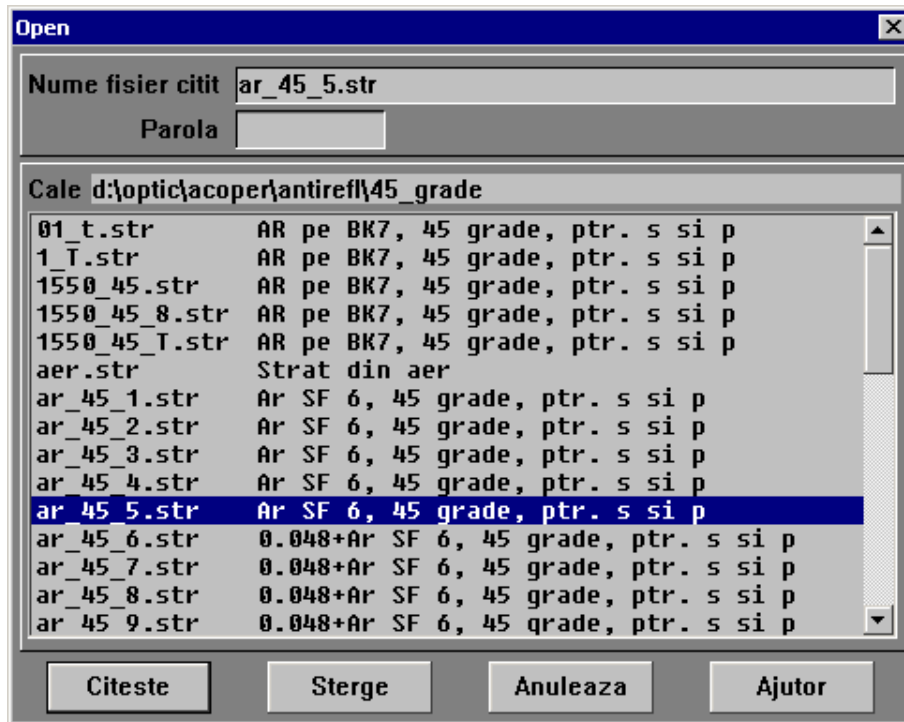 Open
Nume fisier citit ar_45_5.str
Parola
Cale d:\optic\acoper\antirefl\45_grade
01_t.str AR pe BK7, 45 grade, ptr. s si p
1_T.str AR pe BK7, 45 grade, ptr. s si p
1550_45.str AR pe BK7, 45 grade, ptr. s si p
1550_45_8.str AR pe BK7, 45 grade, ptr. s si p
1550_45_T.str AR pe BK7, 45 grade, ptr. s si p
aer.str Strat din aer
ar_45_1.str Ar SF 6, 45 grade, ptr. s si p
ar_45_2.str Ar SF 6, 45 grade, ptr. s si p
ar_45_3.str Ar SF 6, 45 grade, ptr. s si p
ar_45_4.str Ar SF 6, 45 grade, ptr. s si p
ar_45_5.str Ar SF 6, 45 grade, ptr. s si p
ar_45_6.str 0.048+Ar SF 6, 45 grade, ptr. s si p
ar_45_7.str 0.048+Ar SF 6, 45 grade, ptr. s si p
ar_45_8.str 0.048+Ar SF 6, 45 grade, ptr. s si p
ar_45_9.str 0.048+Ar SF 6, 45 grade, ptr. s si p
Citeste Sterge Anuleaza Ajutor